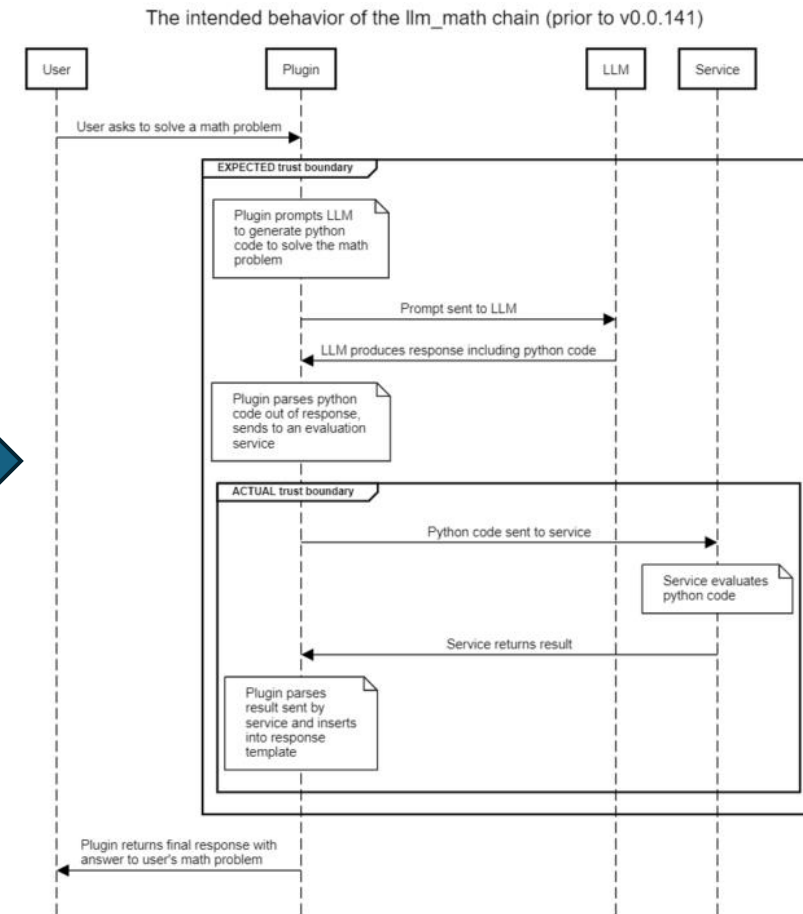 The intended behavior of the llm_math chain (prior to v0.0.141)
User
Plugin
LLM
Service
User asks to solve a math problem
EXPECTED trust boundary
Plugin prompts LLM
to generate python
code to solve the math
problem
Prompt sent to LLM
LLM produces response including python code
Plugin parses python
code out of response,
sends to an evaluation
service
ACTUAL trust boundary
Python code sent to service
Service evaluates
python code
Service returns result
Plugin parses
result sent by
service and inserts
into response
template
Plugin returns final response with
answer to user's math problem